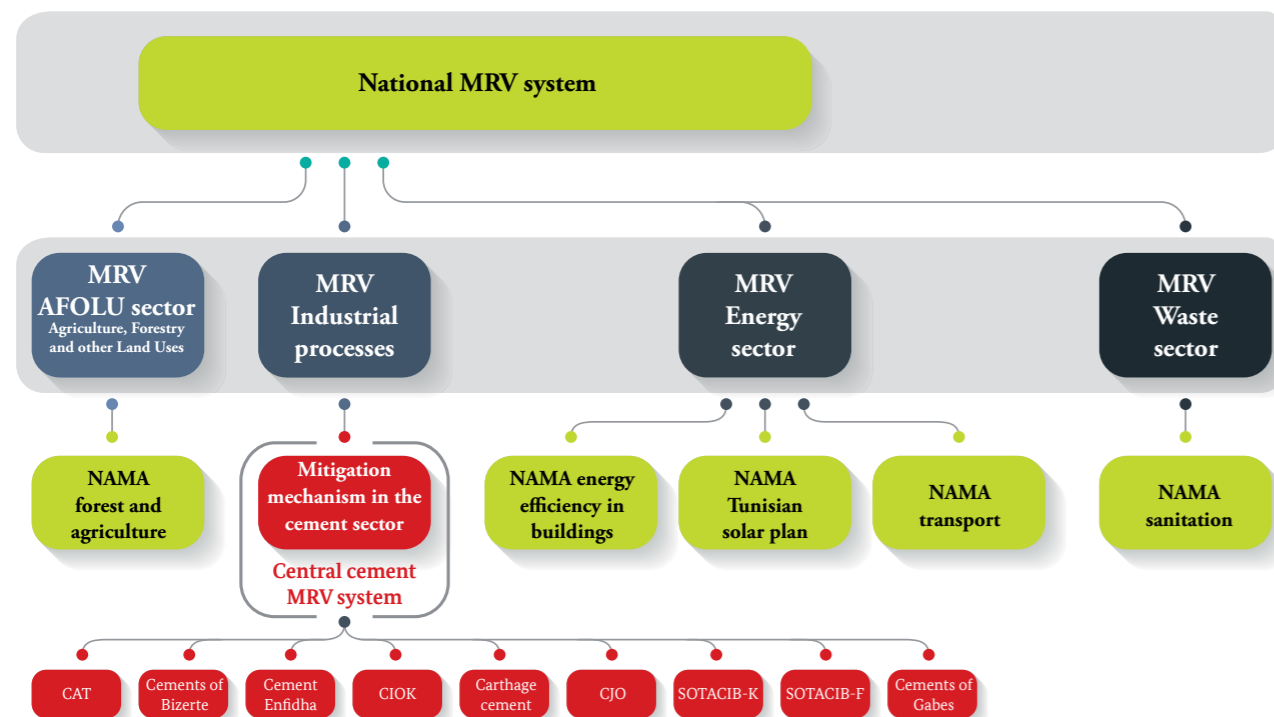 National MRV system
MRV
AFOLU sector
Agriculture, Forestry
and other Land Uses
MRV
Industrial
processes
MRV
Energy
sector
MRV
Waste
sector
NAMA
forest and
agriculture
Mitigation
mechanism in the
cement sector
Central cement
MRV system
NAMA energy
efficiency in
buildings
NAMA
Tunisian
solar plan
NAMA
transport
NAMA
sanitation
CAT
Cements of
Bizerte
Cement
Enfidha
CIOK
Carthage
cement
CJO
SOTACIB-K
SOTACIB-F
Cements of
Gabes